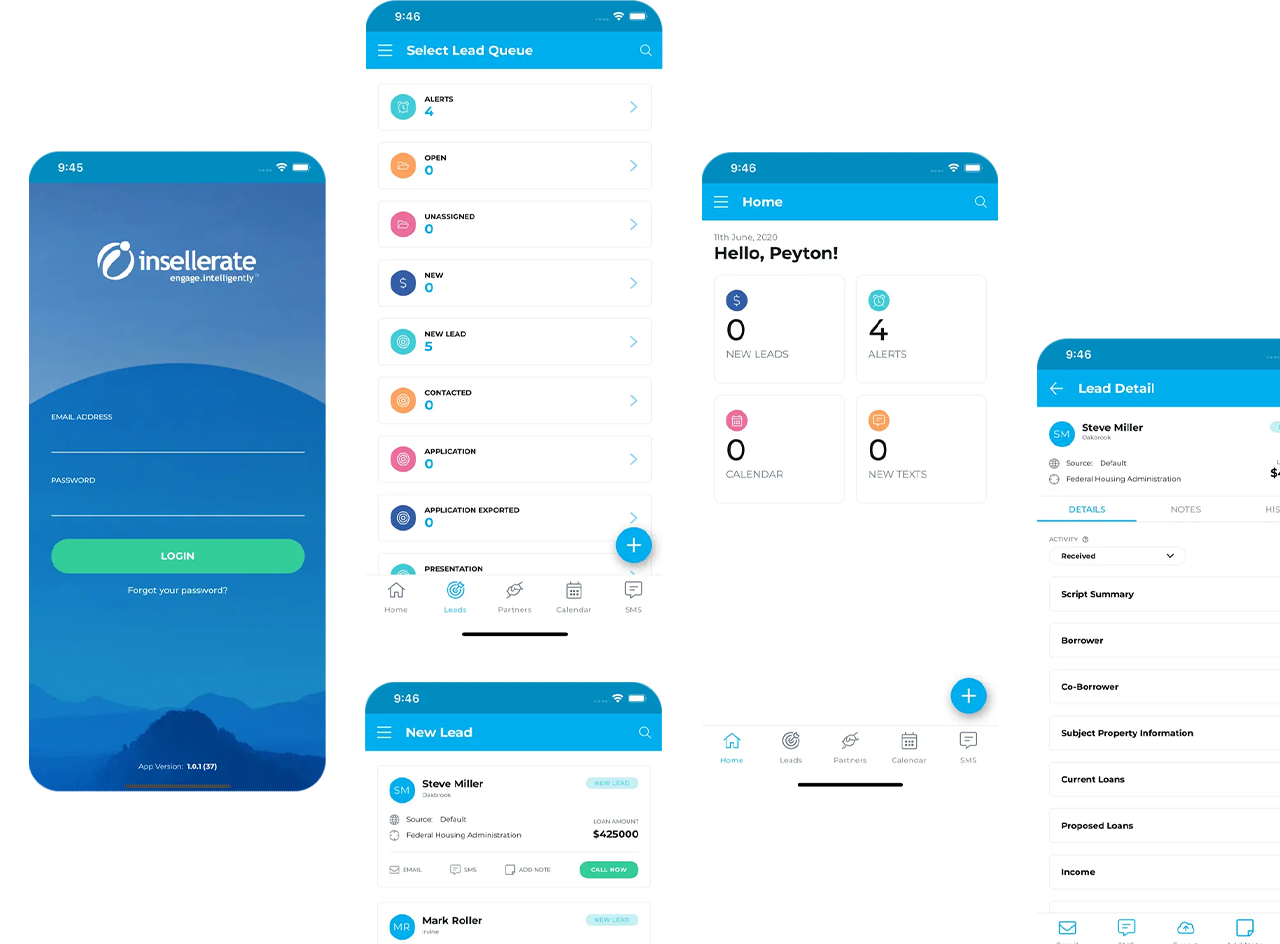 9:45
insellerate
engage.intelligently
EMAIL ADDRESS
PASSWORD
LOGIN
Forgot your password?
App Version: 1.0.1 (37)
9:46
Select Lead Queue
ALERTS
4
OPEN
0
UNASSIGNED
0
NEW
0
NEW LEAD
5
CONTACTED
0
APPLICATION
0
APPLICATION EXPORTED
0
PRESENTATION
Home Leads Partners Calendar SMS
9:46
New Lead
SM Steve Miller NEW LEAD
Oakbrook
Source: Default
LOAN AMOUNT
Federal Housing Administration $425000
EMAIL SMS ADD NOTE CALL NOW
MR Mark Roller NEW LEAD
Irvine
9:46
Home
11th June, 2020
Hello, Peyton!
$
0
NEW LEADS
4
ALERTS
0
CALENDAR
0
NEW TEXTS
Home Leads Partners Calendar SMS
9:46
Lead Detail
SM Steve Miller
Oakbrook
Source: Default
Federal Housing Administration
DETAILS NOTES HIS
ACTIVITY
Received
Script Summary
Borrower
Co-Borrower
Subject Property Information
Current Loans
Proposed Loans
Income